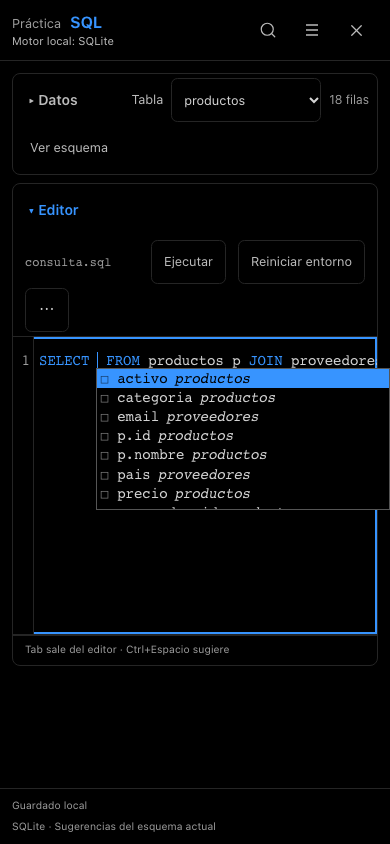 Práctica SQL
Motor local: SQLite
Datos Tabla productos 18 filas
Ver esquema
Editor
consulta.sql Ejecutar Reiniciar entorno
...
1 SELECT FROM productos p JOIN proveedore
activo productos
categoria productos
email proveedores
p.id productos
p.nombre productos
pais proveedores
precio productos
Tab sale del editor · Ctrl+Espacio sugiere
Guardado local
SQLite · Sugerencias del esquema actual